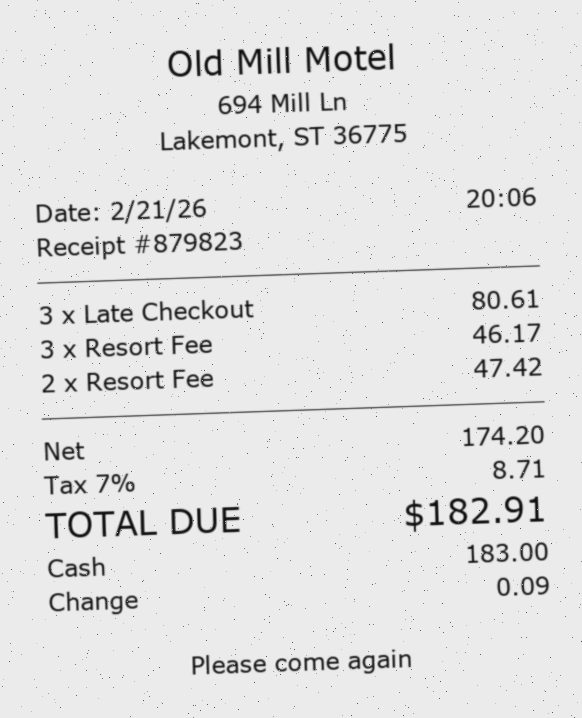 Old Mill Motel
694 Mill Ln
Lakemont, ST 36775
Date: 2/21/26 20:06
Receipt #879823
3 x Late Checkout 80.61
3 x Resort Fee 46.17
2 x Resort Fee 47.42
Net 174.20
Tax 7% 8.71
TOTAL DUE $182.91
Cash 183.00
Change 0.09
Please come again